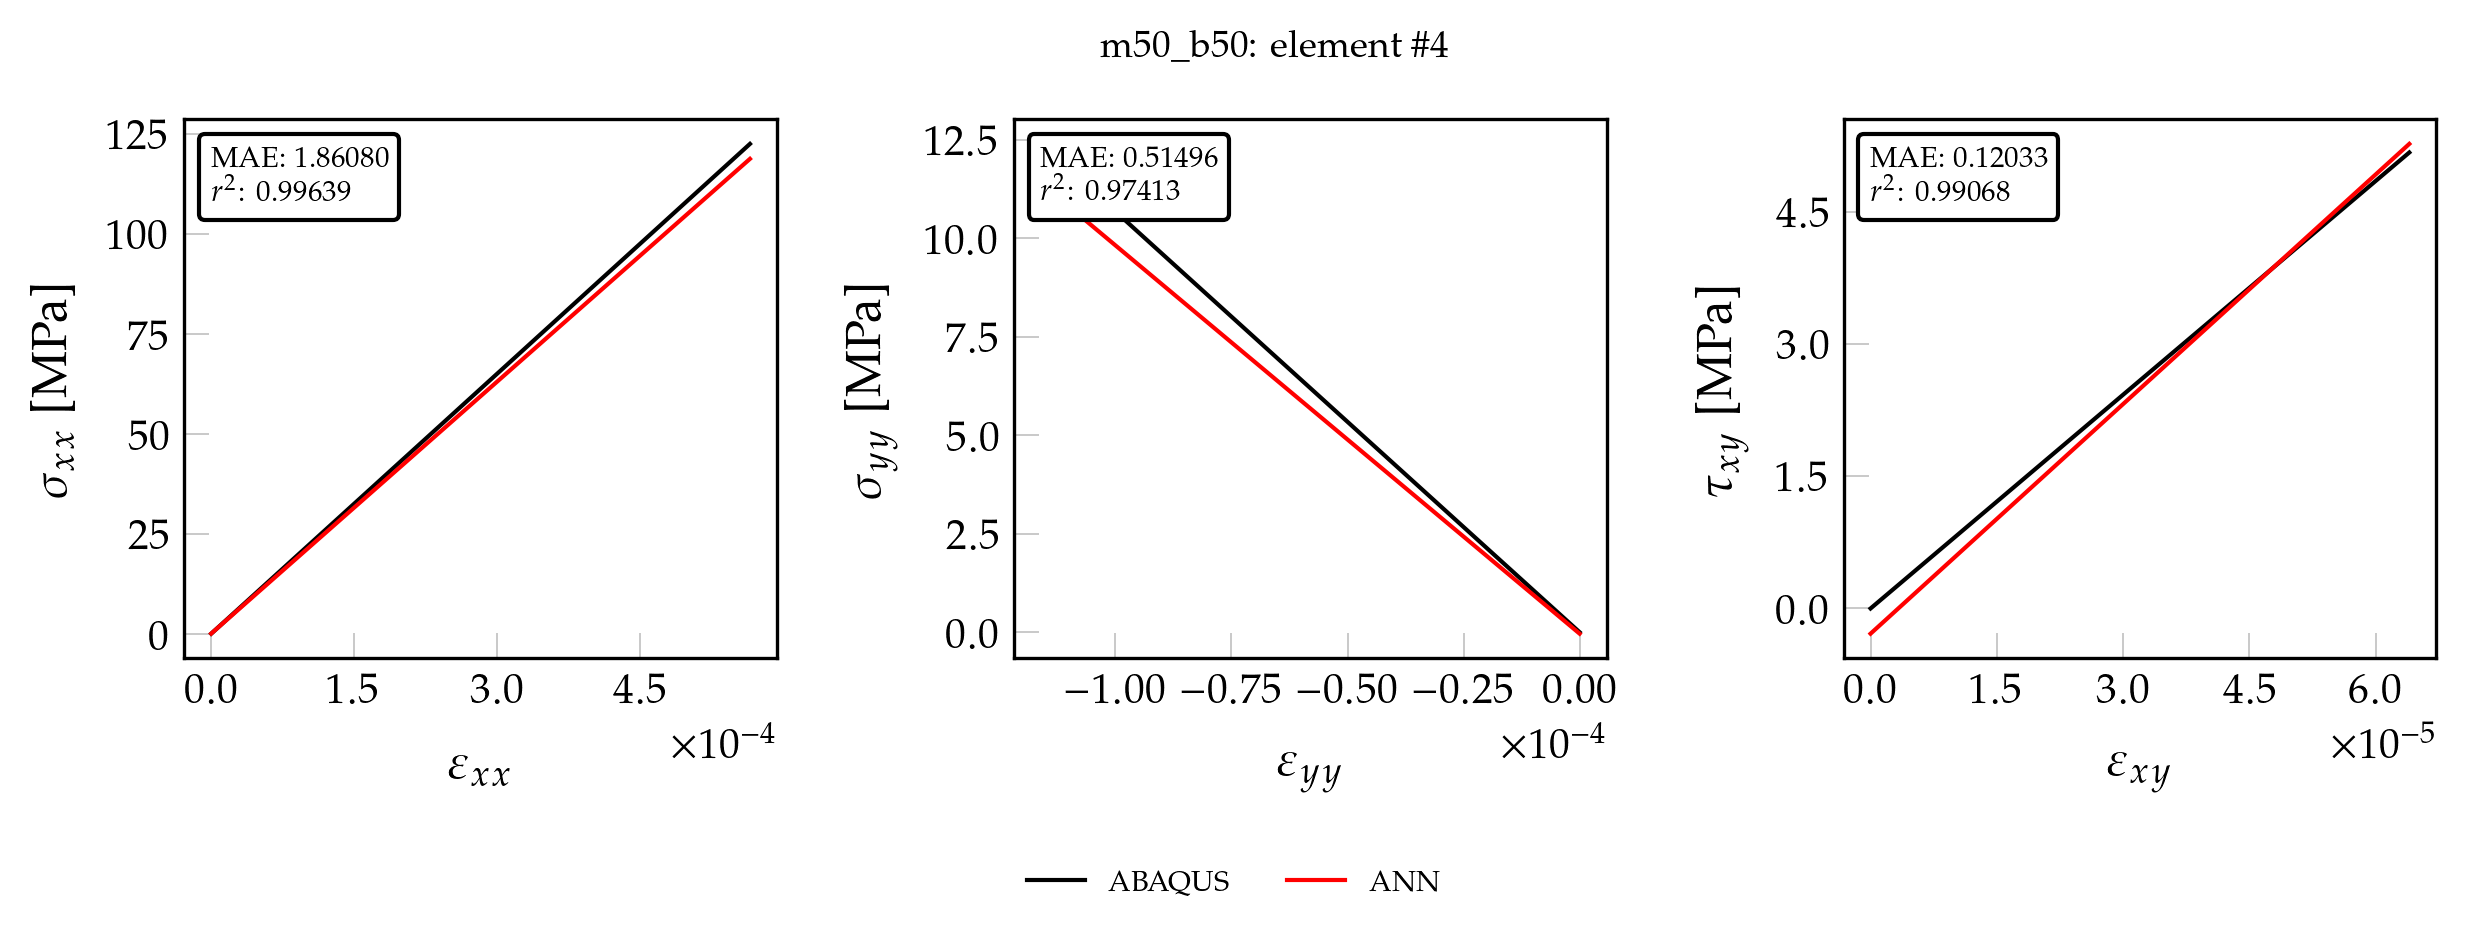 m50_b50: element #4
MAE: 1.86080
r²: 0.99639
125
100
75
50
25
0
σxx [MPa]
0.0 1.5 3.0 4.5
×10⁻⁴
εxx
MAE: 0.51496
r²: 0.97413
12.5
10.0
7.5
5.0
2.5
0.0
σyy [MPa]
−1.00 −0.75 −0.50 −0.25 0.00
×10⁻⁴
εyy
MAE: 0.12033
r²: 0.99068
4.5
3.0
1.5
0.0
τxy [MPa]
0.0 1.5 3.0 4.5 6.0
×10⁻⁵
εxy
ABAQUS ANN